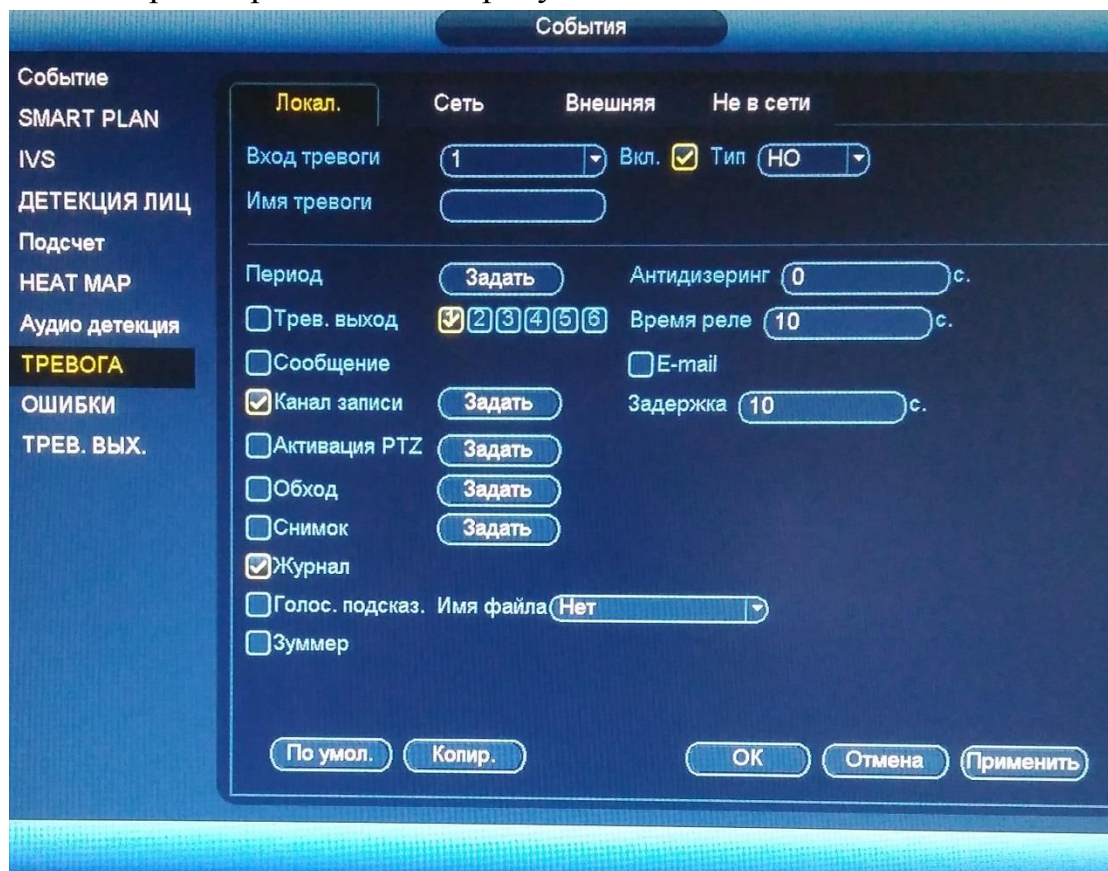 События
Событие
SMART PLAN
IVS
ДЕТЕКЦИЯ ЛИЦ
Подсчет
HEAT MAP
Аудио детекция
ТРЕВОГА
ОШИБКИ
ТРЕВ. ВЫХ.
Локал. Сеть Внешняя Не в сети
Вход тревоги 1 Вкл. Тип НО
Имя тревоги
Период Задать Антидизеринг 0 с.
Трев. выход 1 2 3 4 5 6 Время реле 10 с.
Сообщение E-mail
Канал записи Задать Задержка 10 с.
Активация PTZ Задать
Обход Задать
Снимок Задать
Журнал
Голос. подсказ. Имя файла Нет
Зуммер
По умол. Копир. ОК Отмена Применить